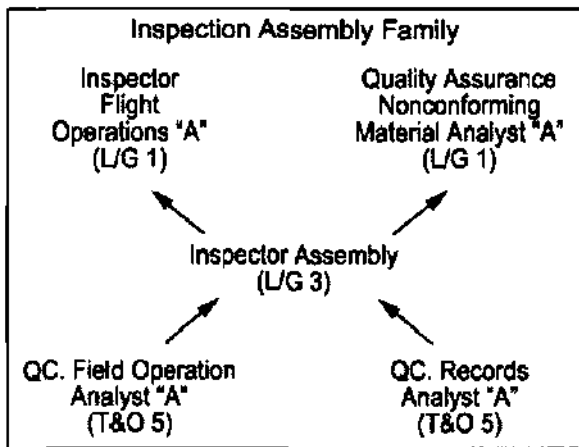 Inspection Assembly Family
Inspector
Flight
Operations "A"
(L/G 1)
Quality Assurance
Nonconforming
Material Analyst "A"
(L/G 1)
Inspector Assembly
(L/G 3)
QC. Field Operation
Analyst "A"
(T&O 5)
QC. Records
Analyst "A"
(T&O 5)